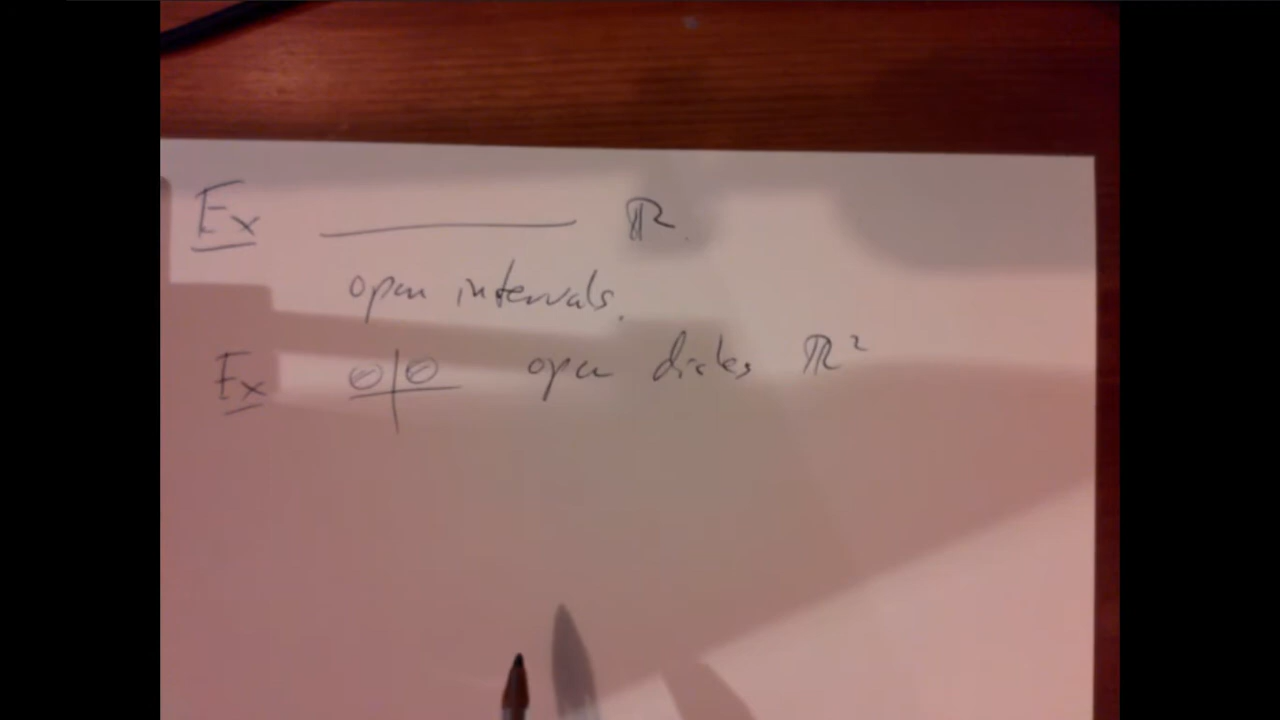 Ex ℝ
open intervals.
Ex open disks ℝ²